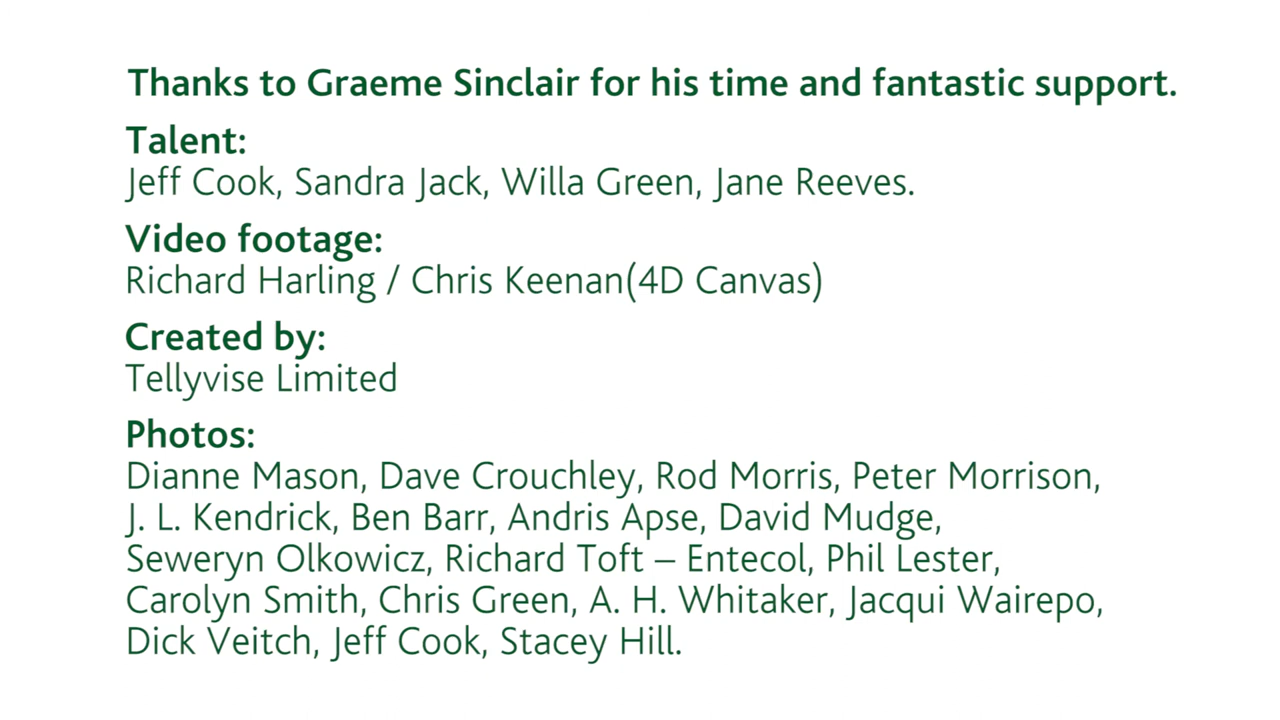 Thanks to Graeme Sinclair for his time and fantastic support.
Talent:
Jeff Cook, Sandra Jack, Willa Green, Jane Reeves.
Video footage:
Richard Harling / Chris Keenan(4D Canvas)
Created by:
Tellyvise Limited
Photos:
Dianne Mason, Dave Crouchley, Rod Morris, Peter Morrison,
J. L. Kendrick, Ben Barr, Andris Apse, David Mudge,
Seweryn Olkowicz, Richard Toft – Entecol, Phil Lester,
Carolyn Smith, Chris Green, A. H. Whitaker, Jacqui Wairepo,
Dick Veitch, Jeff Cook, Stacey Hill.